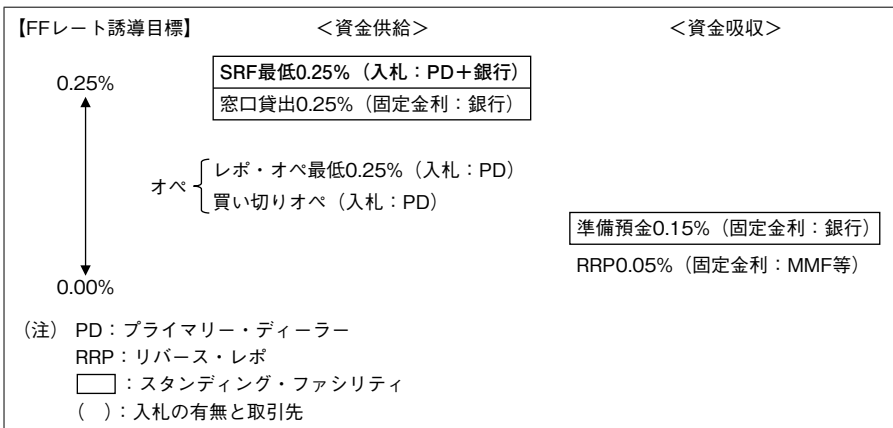 【FFレート誘導目標】 ＜資金供給＞ ＜資金吸収＞
SRF最低0.25%（入札：PD＋銀行）
0.25%
窓口貸出0.25%（固定金利：銀行）
レポ・オペ最低0.25%（入札：PD）
オペ
買い切りオペ（入札：PD）
準備預金0.15%（固定金利：銀行）
RRP0.05%（固定金利：MMF等）
0.00%
（注） PD：プライマリー・ディーラー
RRP：リバース・レポ
：スタンディング・ファシリティ
（　）：入札の有無と取引先